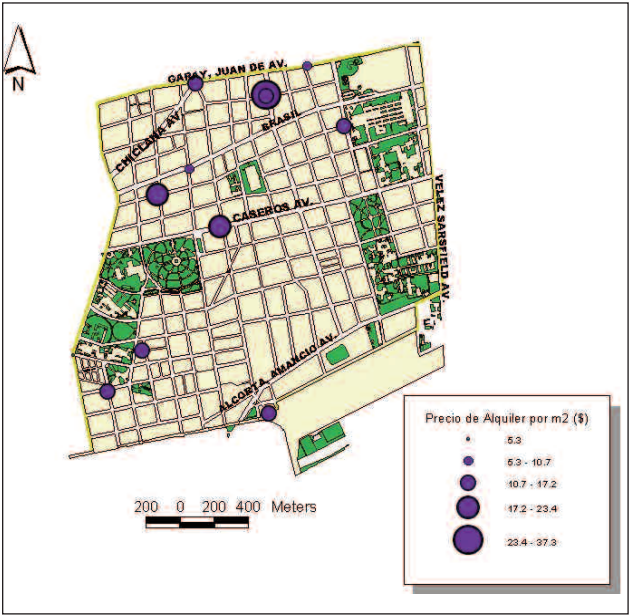 N
GARAY, JUAN DE AV.
CHICLANA AV.
BRASIL
CASEROS AV.
VELEZ SARSFIELD AV.
ALCORTA, AMANCIO AV.
200 0 200 400 Meters
Precio de Alquiler por m2 ($)
5.3
5.3 - 10.7
10.7 - 17.2
17.2 - 23.4
23.4 - 37.3